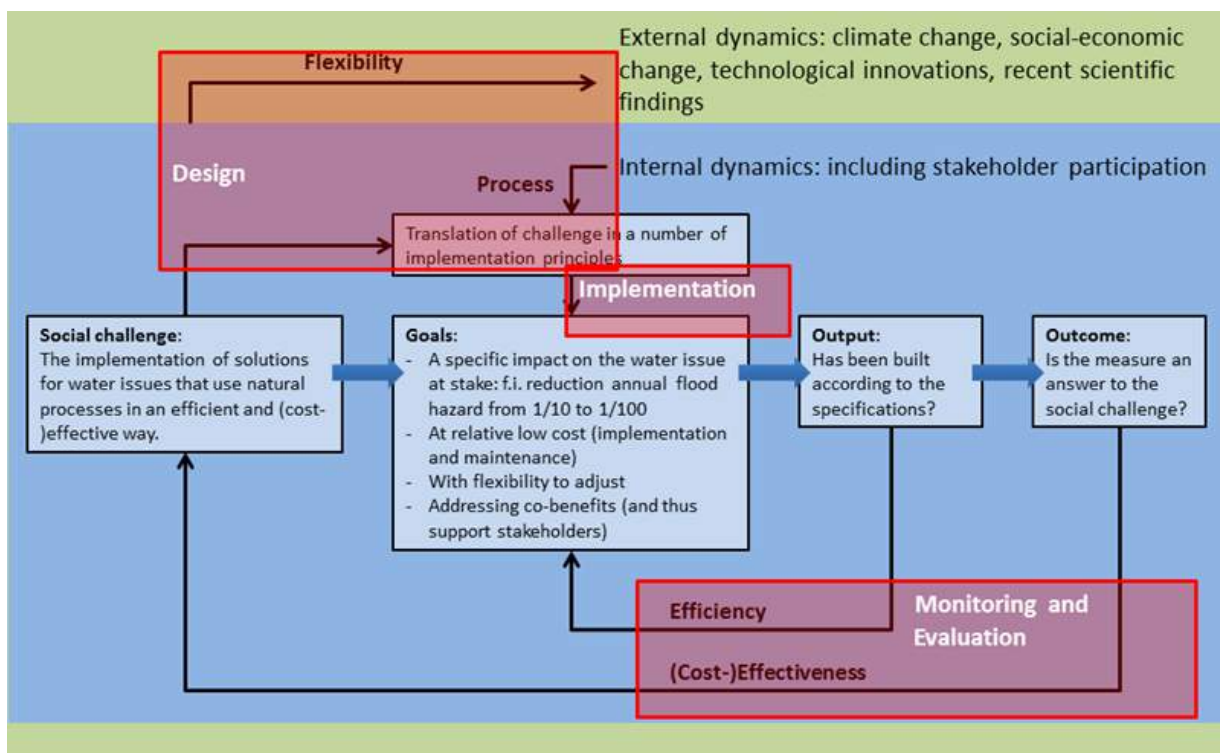 External dynamics: climate change, social-economic
change, technological innovations, recent scientific
findings
Flexibility
Design
Internal dynamics: including stakeholder participation
Process
Translation of challenge in a number of
implementation principles
Implementation
Social challenge:
The implementation of solutions
for water issues that use natural
processes in an efficient and (cost-
)effective way.
Goals:
- A specific impact on the water issue
at stake: f.i. reduction annual flood
hazard from 1/10 to 1/100
- At relative low cost (implementation
and maintenance)
- With flexibility to adjust
- Addressing co-benefits (and thus
support stakeholders)
Output:
Has been built
according to the
specifications?
Outcome:
Is the measure an
answer to the
social challenge?
Efficiency
Monitoring and
Evaluation
(Cost-)Effectiveness